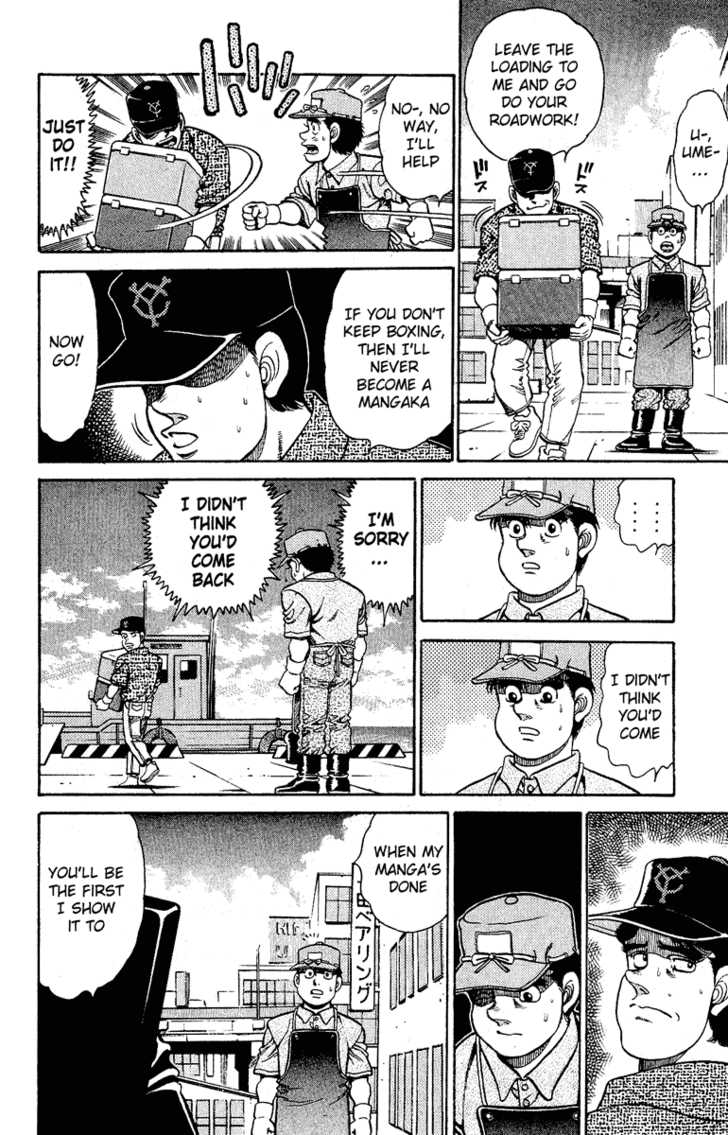 LEAVE THE
LOADING TO
ME AND GO
DO YOUR
ROADWORK!
U-,
UME-
...
NO-, NO
WAY,
I'LL
HELP
JUST
DO
IT!!
IF YOU DON'T
KEEP BOXING,
THEN I'LL
NEVER
BECOME A
MANGAKA
NOW
GO!
......
I DIDN'T
THINK
YOU'D
COME
I'M
SORRY
...
I DIDN'T
THINK
YOU'D
COME
BACK
WHEN MY
MANGA'S
DONE
ベアリング
YOU'LL BE
THE FIRST
I SHOW
IT TO